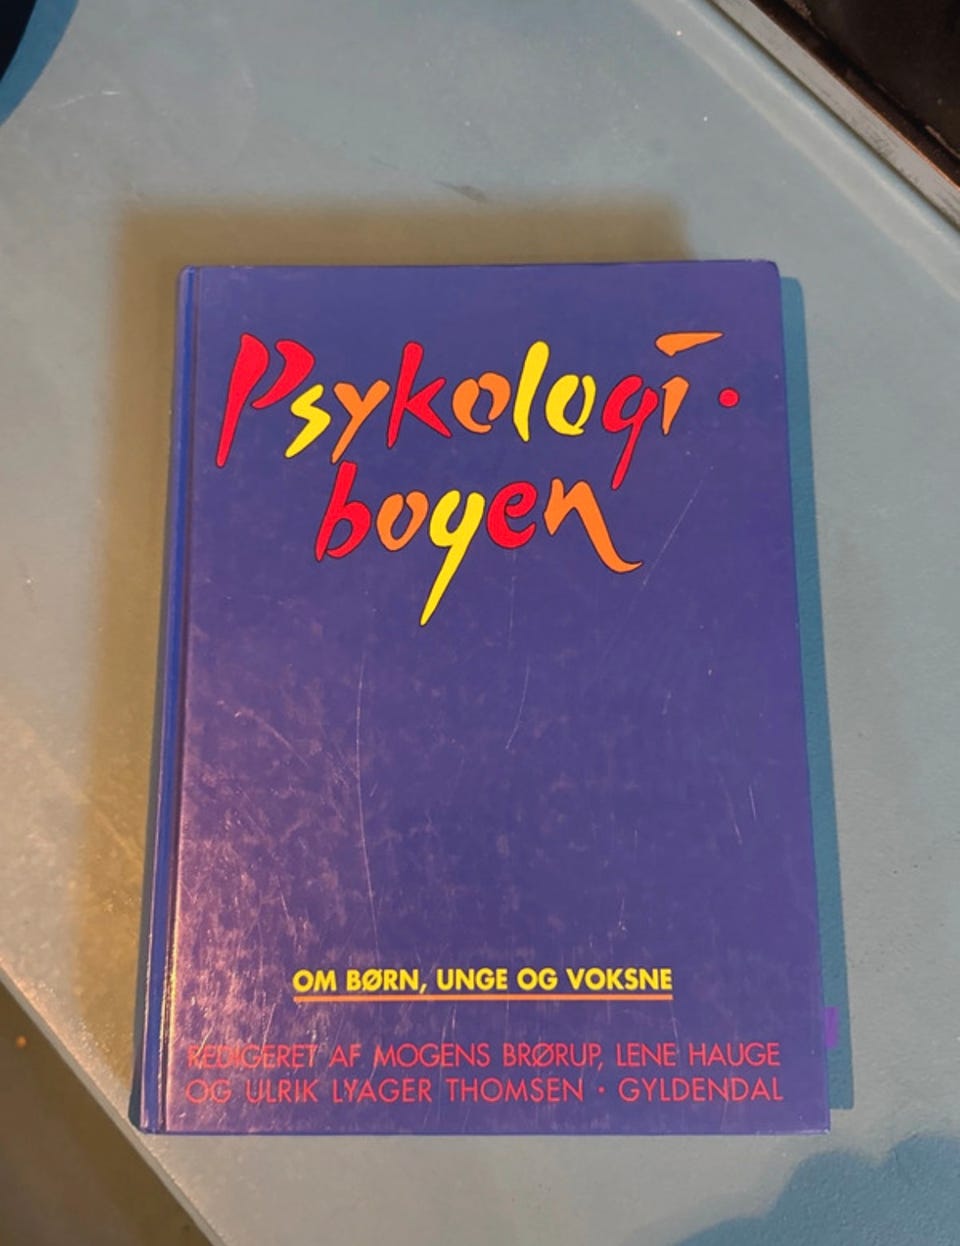 Psykologi·
bogen
OM BØRN, UNGE OG VOKSNE
REDIGERET AF MOGENS BRØRUP, LENE HAUGE
OG ULRIK LYAGER THOMSEN · GYLDENDAL